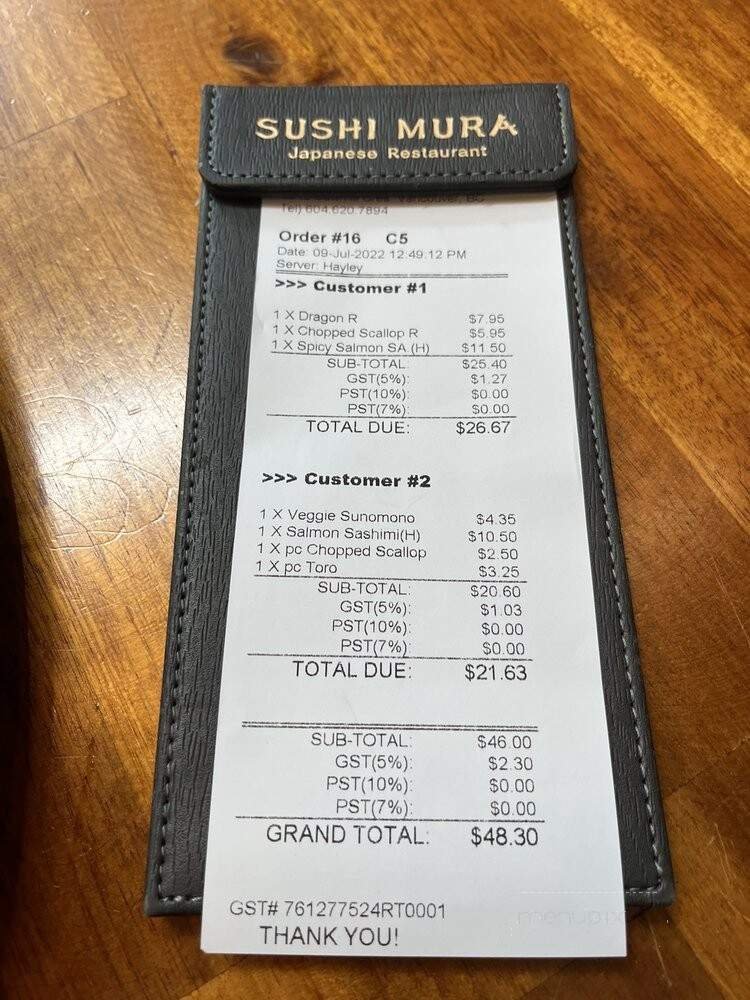 SUSHI MURA
Japanese Restaurant
Vancouver, BC
Tel) 604.620.7894
Order #16 C5
Date: 09-Jul-2022 12:49:12 PM
Server: Hayley
>>> Customer #1
1 X Dragon R $7.95
1 X Chopped Scallop R $5.95
1 X Spicy Salmon SA (H) $11.50
SUB-TOTAL: $25.40
GST(5%): $1.27
PST(10%): $0.00
PST(7%): $0.00
TOTAL DUE: $26.67
>>> Customer #2
1 X Veggie Sunomono $4.35
1 X Salmon Sashimi(H) $10.50
1 X pc Chopped Scallop $2.50
1 X pc Toro $3.25
SUB-TOTAL: $20.60
GST(5%): $1.03
PST(10%): $0.00
PST(7%): $0.00
TOTAL DUE: $21.63
SUB-TOTAL: $46.00
GST(5%): $2.30
PST(10%): $0.00
PST(7%): $0.00
GRAND TOTAL: $48.30
GST# 761277524RT0001
THANK YOU!